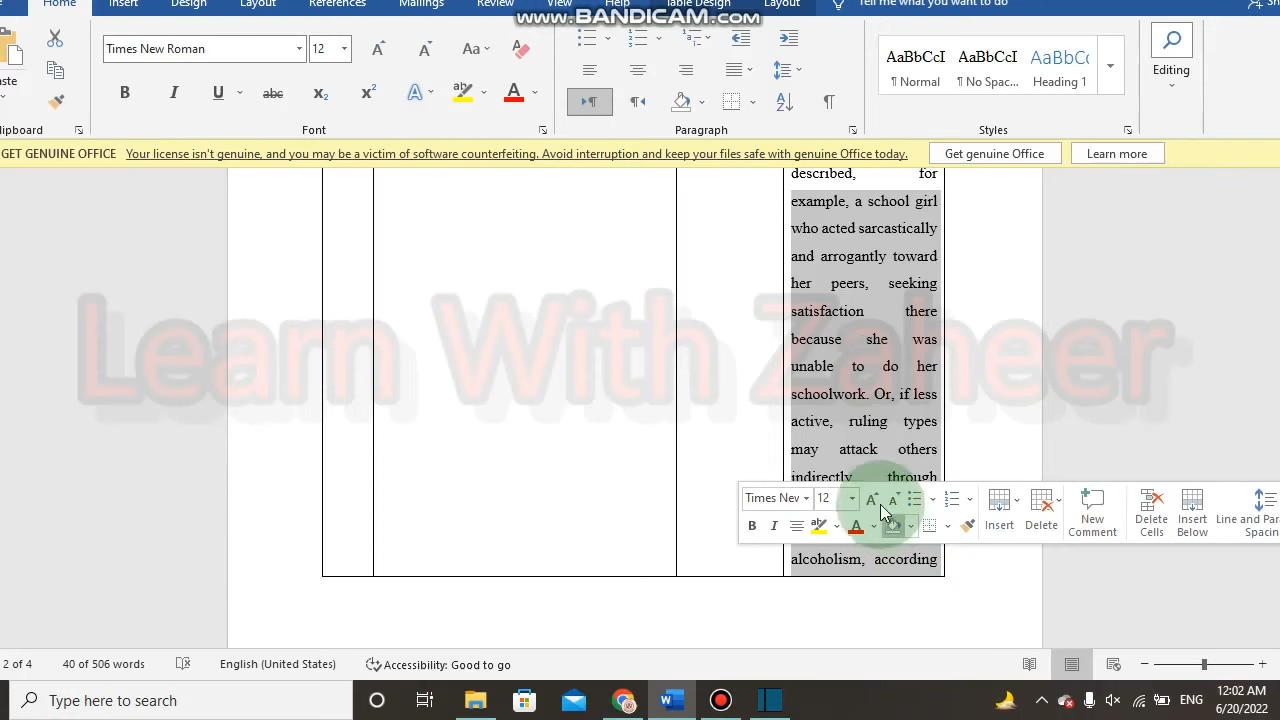 Home
Insert
Design
Layout
References
Mailings
Review
View
Help
Table Design
Layout
Tell me what you want to do
www.BANDICAM.com
Times New Roman
12
Aa
Font
Paragraph
AaBbCcI
¶ Normal
AaBbCcI
¶ No Spac...
AaBbCc
Heading 1
Styles
Editing
GET GENUINE OFFICE Your license isn't genuine, and you may be a victim of software counterfeiting. Avoid interruption and keep your files safe with genuine Office today.
Get genuine Office
Learn more
described, for
example, a school girl
who acted sarcastically
and arrogantly toward
her peers, seeking
satisfaction there
because she was
unable to do her
schoolwork. Or, if less
active, ruling types
may attack others
indirectly through
alcoholism, according
Learn With Zaheer
Times Nev
12
Insert
Delete
New
Comment
Delete
Cells
Insert
Below
Line and Para
Spacin
2 of 4
40 of 506 words
English (United States)
Accessibility: Good to go
Type here to search
ENG
12:02 AM
6/20/2022